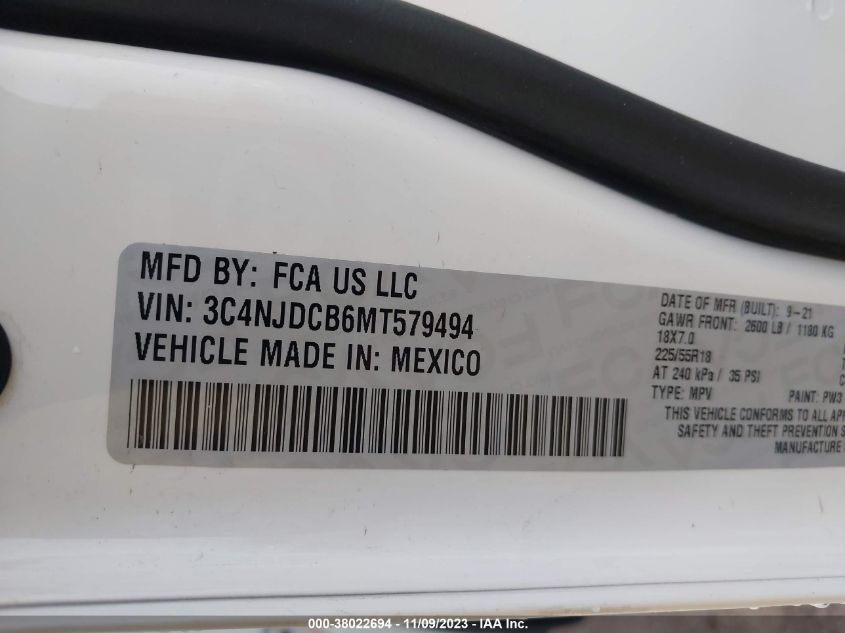 MFD BY: FCA US LLC
VIN: 3C4NJDCB6MT579494
VEHICLE MADE IN: MEXICO
DATE OF MFR (BUILT): 9-21
GAWR FRONT: 2600 LB / 1180 KG
18X7.0
225/55R18
AT 240 kPa / 35 PSI
TYPE: MPV PAINT: PW3
THIS VEHICLE CONFORMS TO ALL
SAFETY AND THEFT PREVENTION
MANUFACTURE
000-38022694 - 11/09/2023 - IAA Inc.